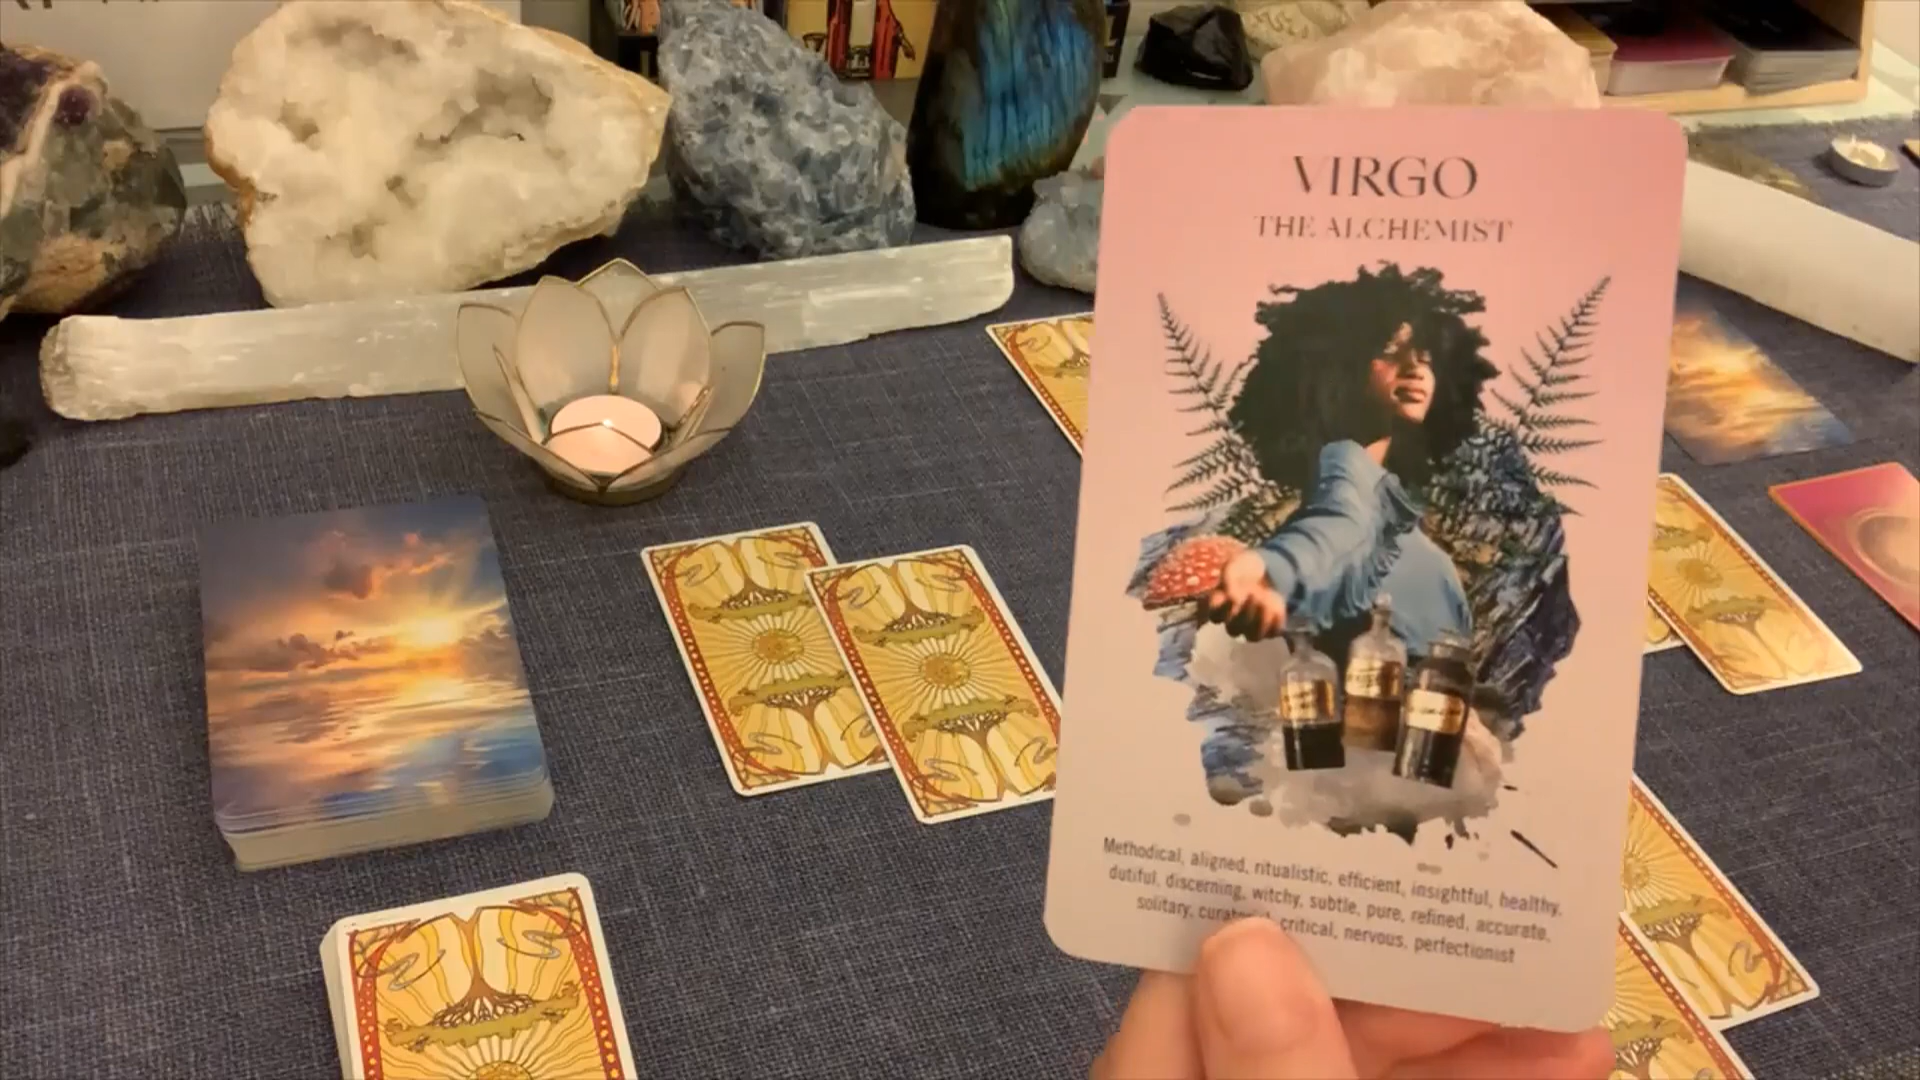 VIRGO
THE ALCHEMIST
Methodical, aligned, ritualistic, efficient, insightful, healthy,
dutiful, discerning, witchy, subtle, pure, refined, accurate,
solitary, critical, nervous, perfectionist